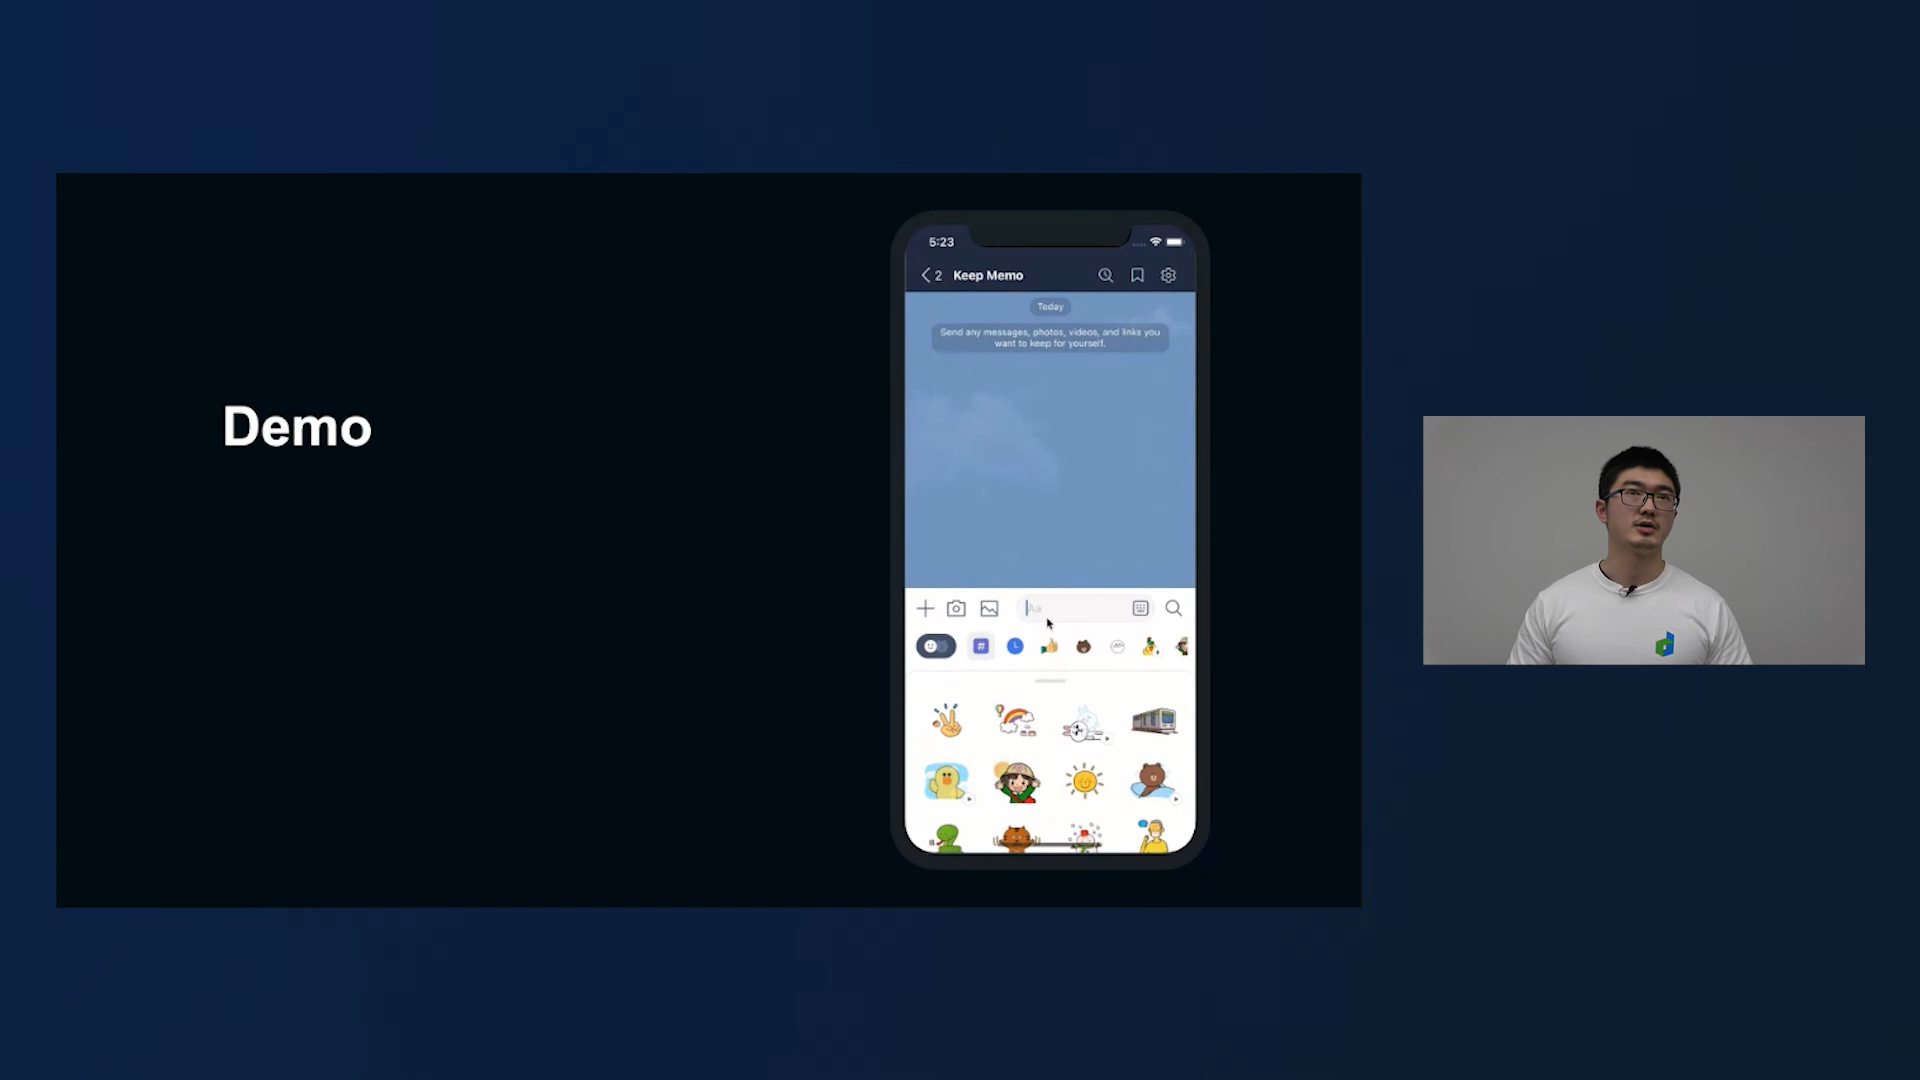 Demo
5:23
2 Keep Memo
Today
Send any messages, photos, videos, and links you
want to keep for yourself.
Aa
#